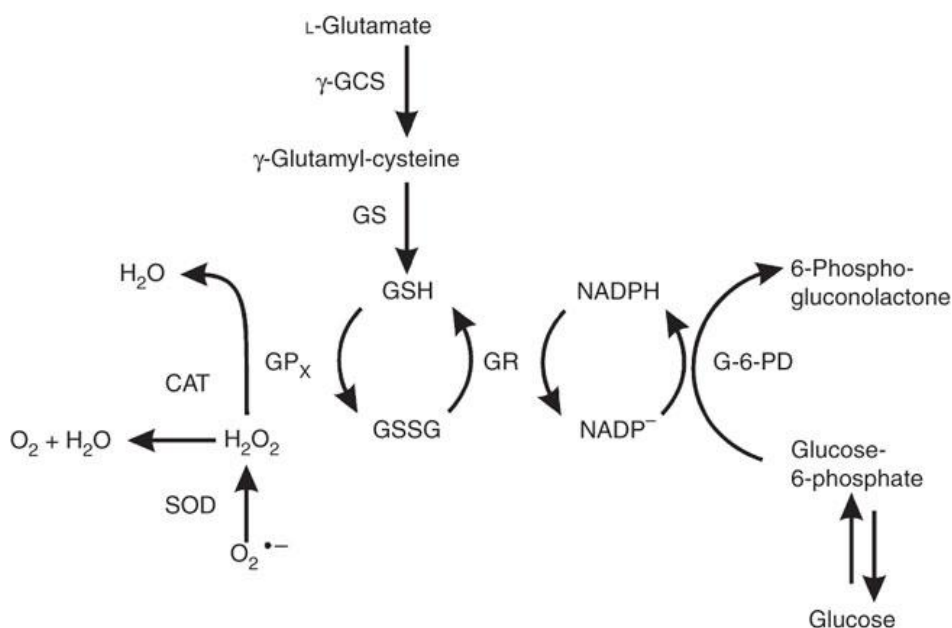 L-Glutamate
γ-GCS
γ-Glutamyl-cysteine
GS
H₂O
GSH
NADPH
6-Phospho-
gluconolactone
GPₓ
GR
G-6-PD
CAT
GSSG
NADP⁻
O₂ + H₂O
H₂O₂
Glucose-
6-phosphate
SOD
O₂ •–
Glucose